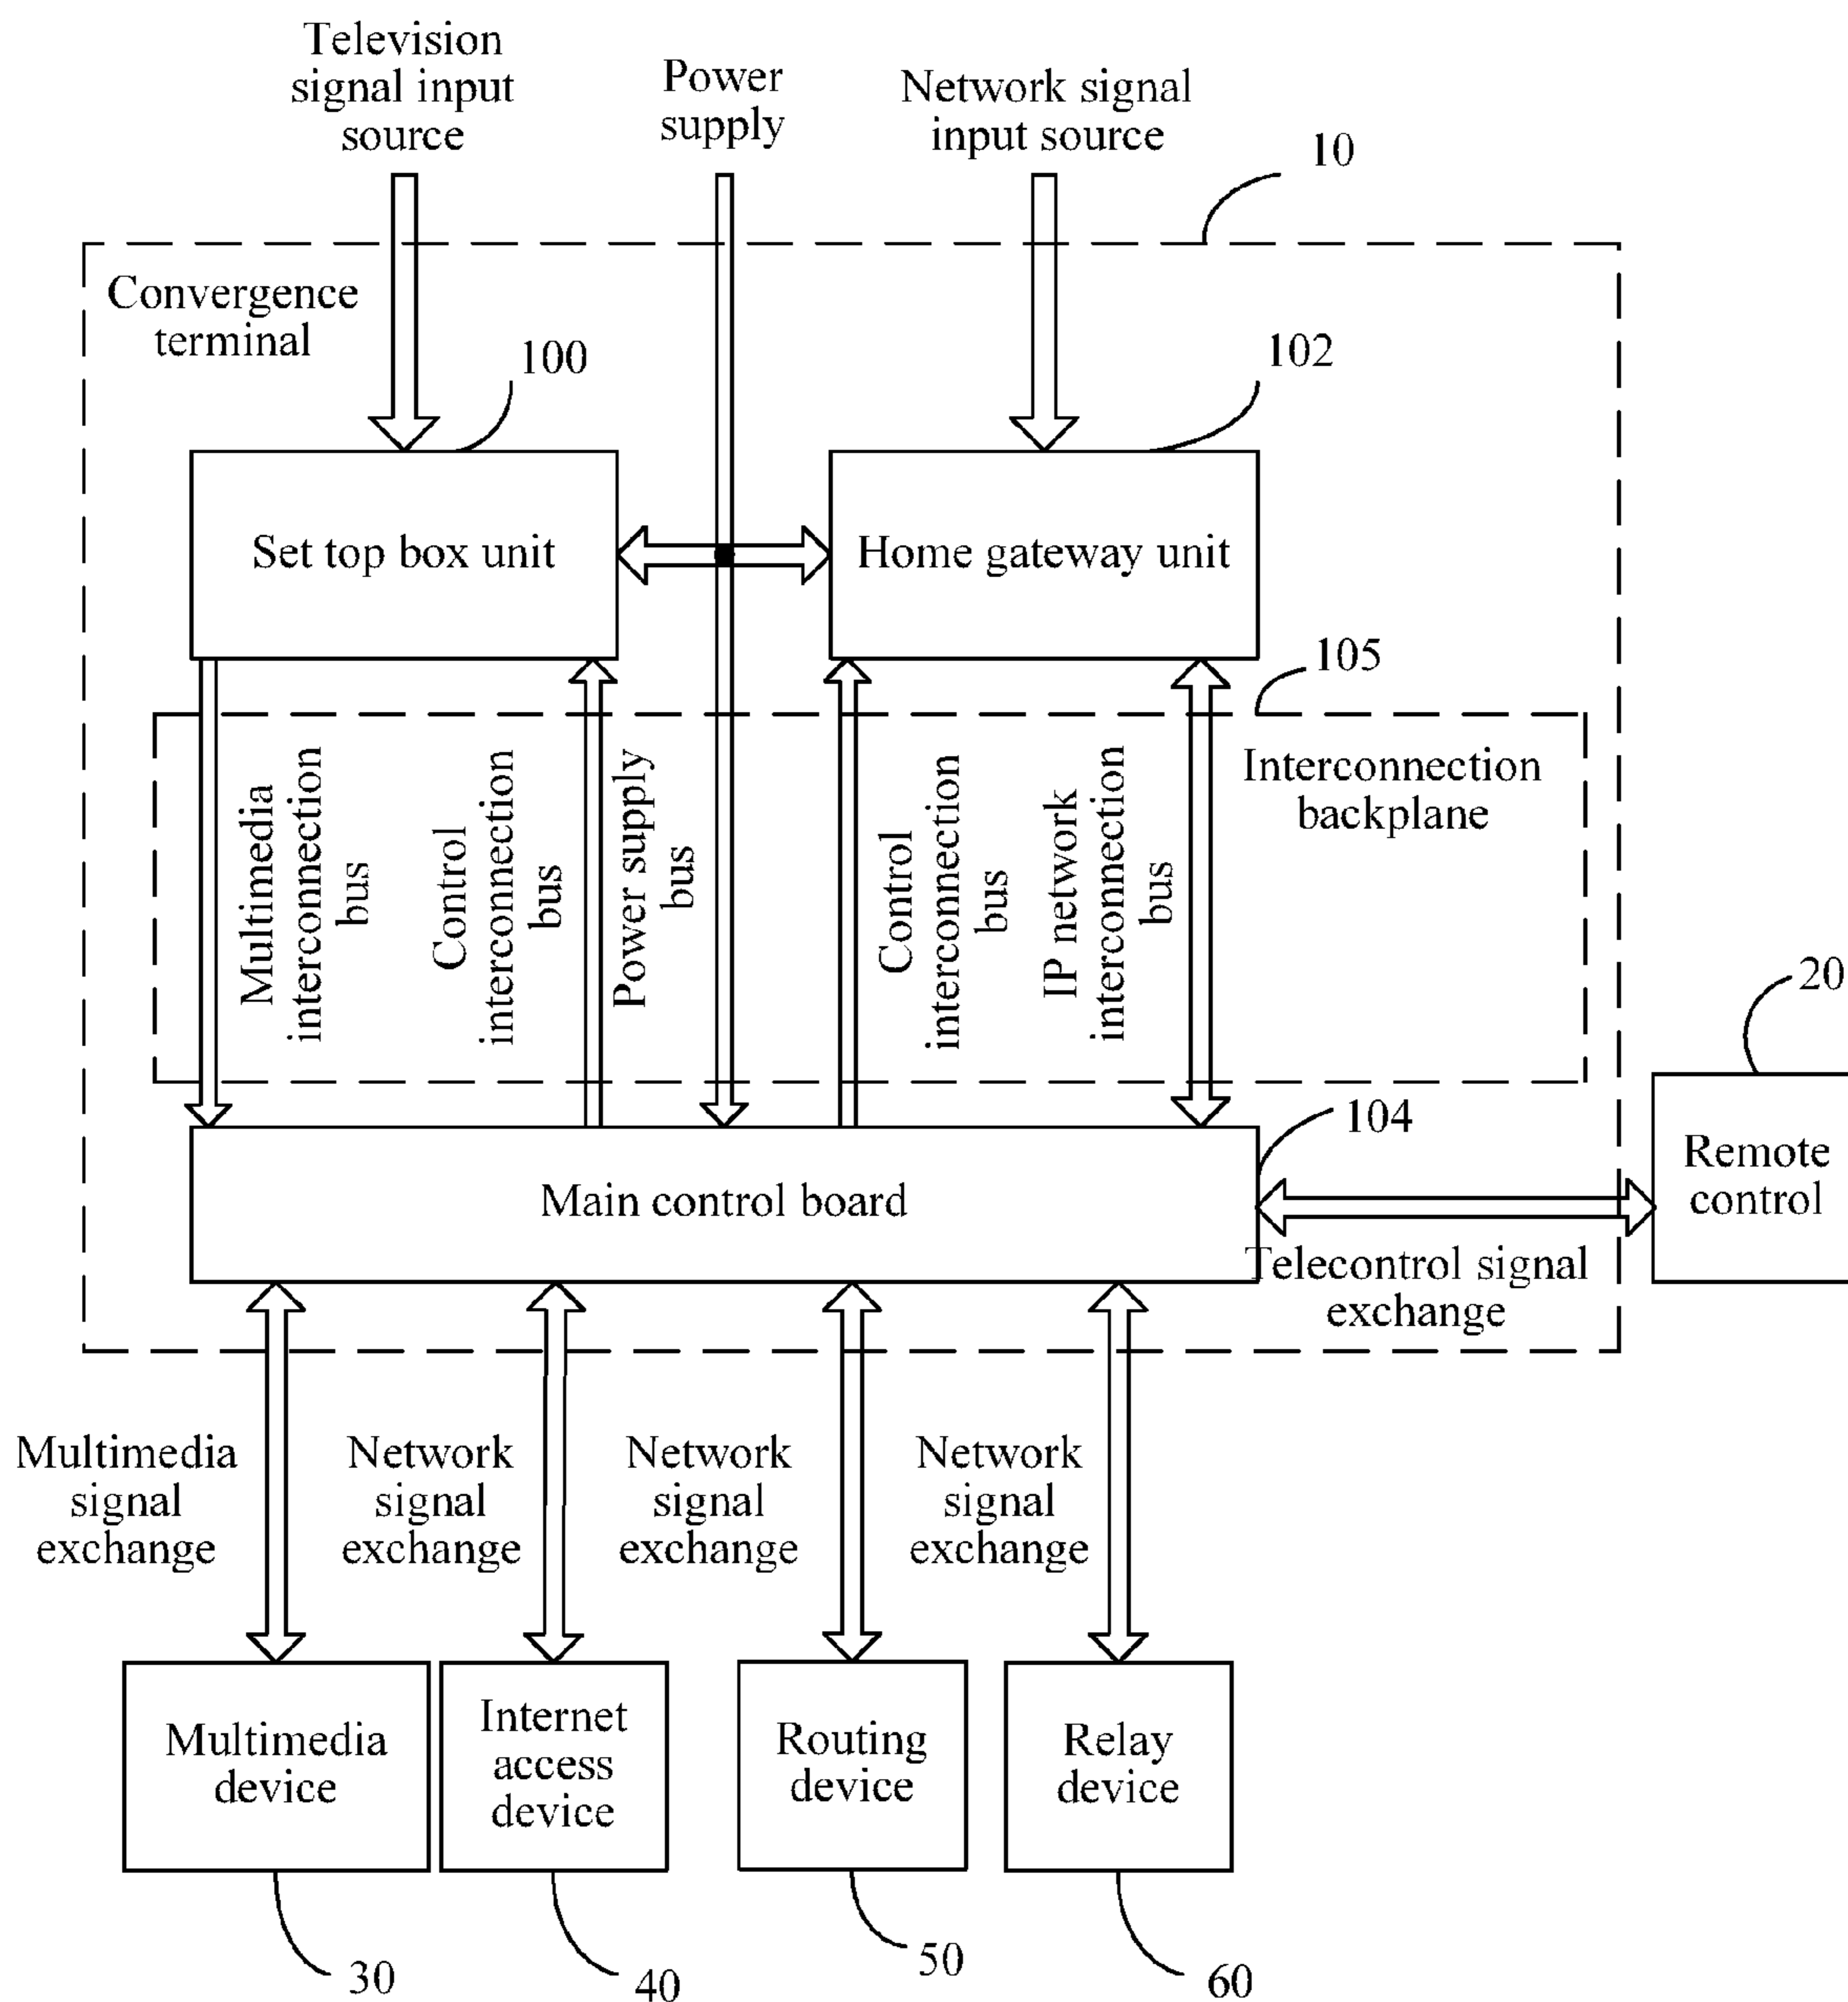 Television
signal input
source
Power
supply
Network signal
input source
10
Convergence
terminal
100
102
Set top box unit
Home gateway unit
105
Multimedia
interconnection
bus
Control
interconnection
bus
Power supply
bus
Control
interconnection
bus
IP network
interconnection
bus
Interconnection
backplane
20
104
Remote
control
Main control board
Telecontrol signal
exchange
Multimedia
signal
exchange
Network
signal
exchange
Network
signal
exchange
Network
signal
exchange
Multimedia
device
Internet
access
device
Routing
device
Relay
device
30
40
50
60